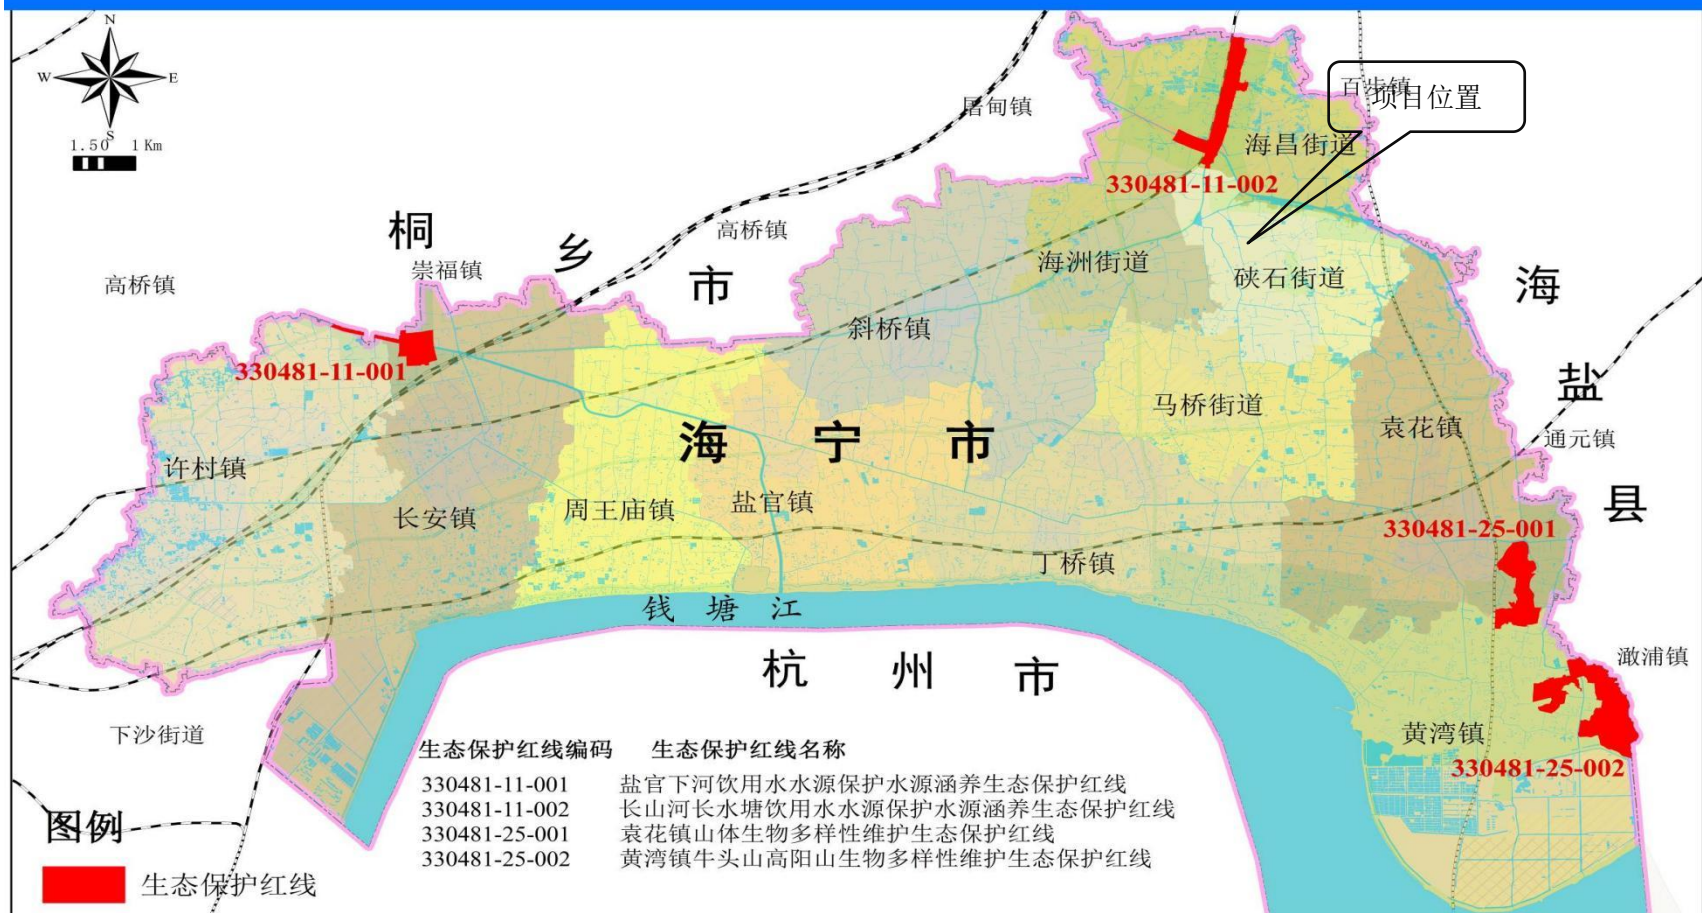 N
W
E
S
1.50 1 Km
屠甸镇
百步镇
项目位置
海昌街道
330481-11-002
桐
乡
市
高桥镇
崇福镇
高桥镇
海洲街道
硖石街道
海
盐
县
斜桥镇
330481-11-001
马桥街道
袁花镇
通元镇
海 宁 市
许村镇
长安镇
周王庙镇
盐官镇
330481-25-001
丁桥镇
钱 塘 江
杭 州 市
澉浦镇
下沙街道
黄湾镇
330481-25-002
生态保护红线编码 生态保护红线名称
330481-11-001 盐官下河饮用水水源保护水源涵养生态保护红线
330481-11-002 长山河长水塘饮用水水源保护水源涵养生态保护红线
330481-25-001 袁花镇山体生物多样性维护生态保护红线
330481-25-002 黄湾镇牛头山高阳山生物多样性维护生态保护红线
图例
生态保护红线